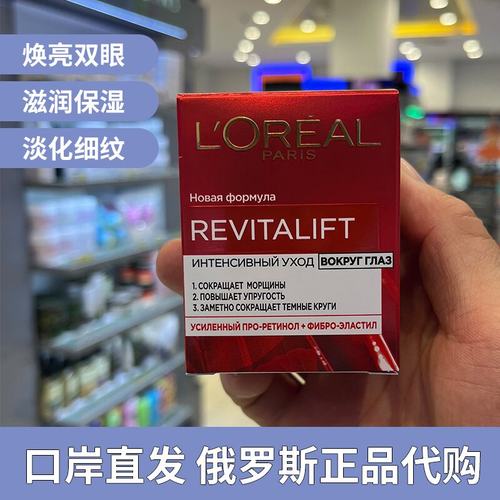 焕亮双眼
滋润保湿
淡化细纹
L'ORÉAL
PARIS
Новая формула
REVITALIFT
ИНТЕНСИВНЫЙ УХОД ВОКРУГ ГЛАЗ
1. СОКРАЩАЕТ МОРЩИНЫ
2. ПОВЫШАЕТ УПРУГОСТЬ
3. ЗАМЕТНО СОКРАЩАЕТ ТЕМНЫЕ КРУГИ
УСИЛЕННЫЙ ПРО-РЕТИНОЛ + ФИБРО-ЭЛАСТИЛ
口岸直发 俄罗斯正品代购